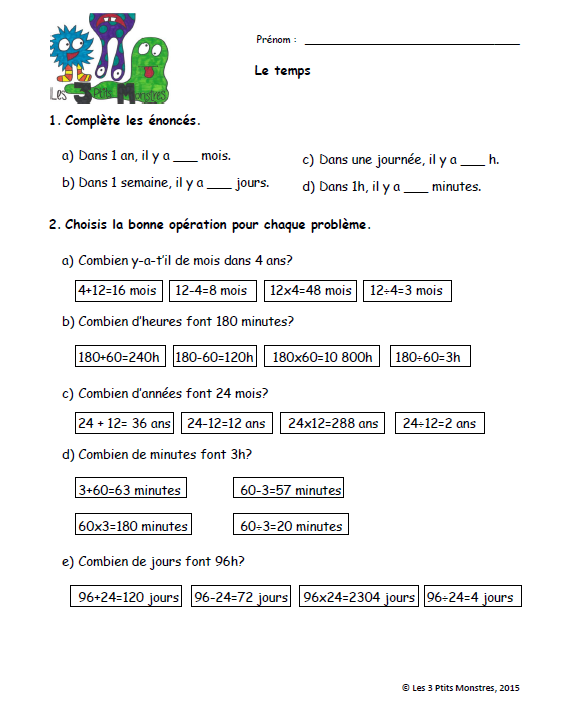 Les 3 Ptits Monstres
Prénom : ___
Le temps
1. Complète les énoncés.
a) Dans 1 an, il y a ___ mois.
b) Dans 1 semaine, il y a ___ jours.
c) Dans une journée, il y a ___ h.
d) Dans 1h, il y a ___ minutes.
2. Choisis la bonne opération pour chaque problème.
a) Combien y-a-t’il de mois dans 4 ans?
4+12=16 mois 12-4=8 mois 12x4=48 mois 12÷4=3 mois
b) Combien d’heures font 180 minutes?
180+60=240h 180-60=120h 180x60=10 800h 180÷60=3h
c) Combien d’années font 24 mois?
24 + 12= 36 ans 24-12=12 ans 24x12=288 ans 24÷12=2 ans
d) Combien de minutes font 3h?
3+60=63 minutes 60-3=57 minutes
60x3=180 minutes 60÷3=20 minutes
e) Combien de jours font 96h?
96+24=120 jours 96-24=72 jours 96x24=2304 jours 96÷24=4 jours
© Les 3 Ptits Monstres, 2015